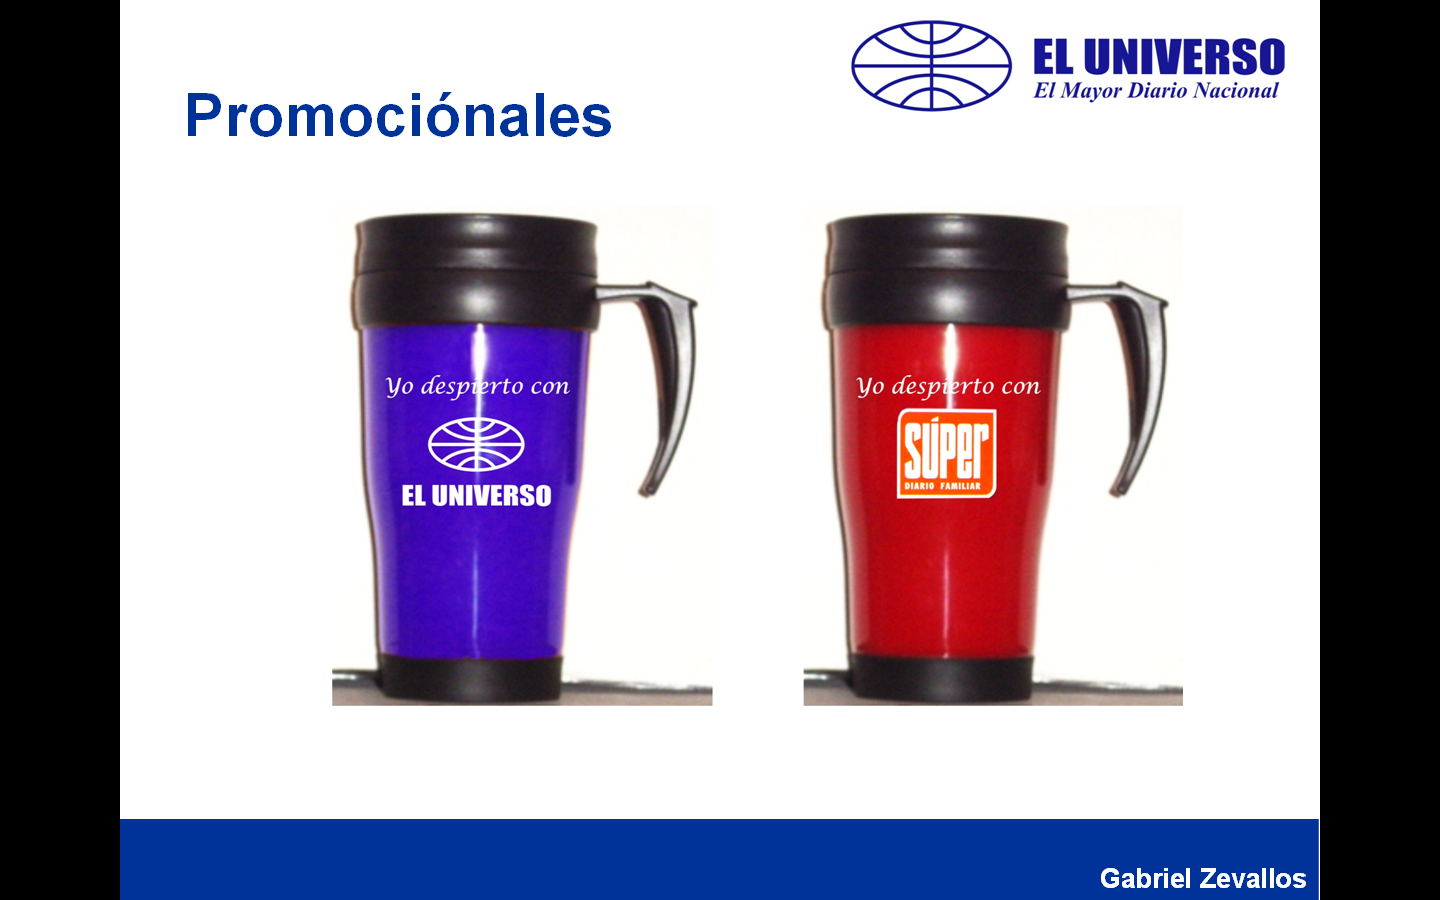 EL UNIVERSO
El Mayor Diario Nacional
Promociónales
Yo despierto con
EL UNIVERSO
Yo despierto con
SÚPer
DIARIO FAMILIAR
Gabriel Zevallos